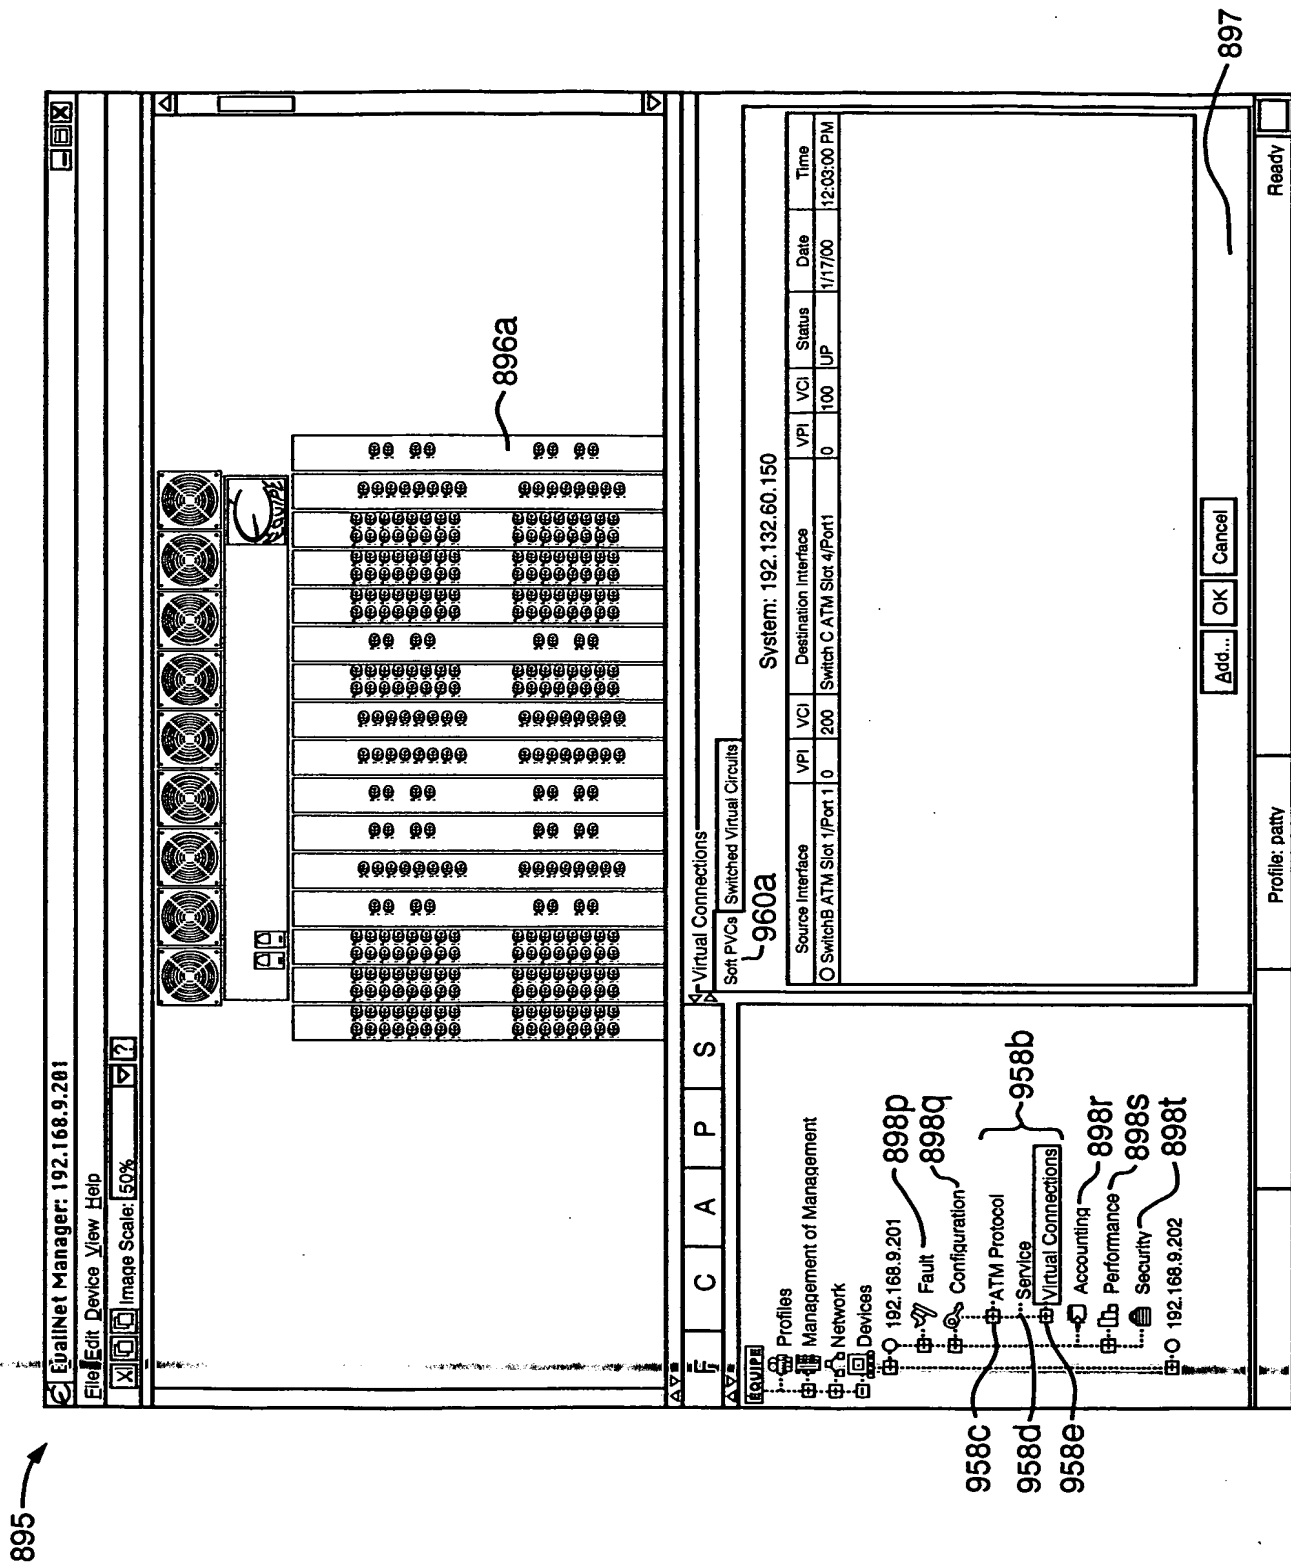 895
EvallNet Manager: 192.168.9.201
File Edit Device View Help
Image Scale: 50% ?
EQUIPE
896a
F C A P S
EQUIPE
Profiles
Management of Management
Network
Devices
192.168.9.201
898p
Fault
898q
Configuration
958c
ATM Protocol
958b
958d
Service
958e
Virtual Connections
Accounting
898r
Performance
898s
Security
898t
192.168.9.202
Virtual Connections
Soft PVCs Switched Virtual Circuits
960a
System: 192.132.60.150
Source Interface VPI VCI Destination Interface VPI VCI Status Date Time
SwitchB ATM Slot 1/Port 1 0 200 Switch C ATM Slot 4/Port1 0 100 UP 1/17/00 12:03:00 PM
Add... OK Cancel
897
Profile: patty Ready